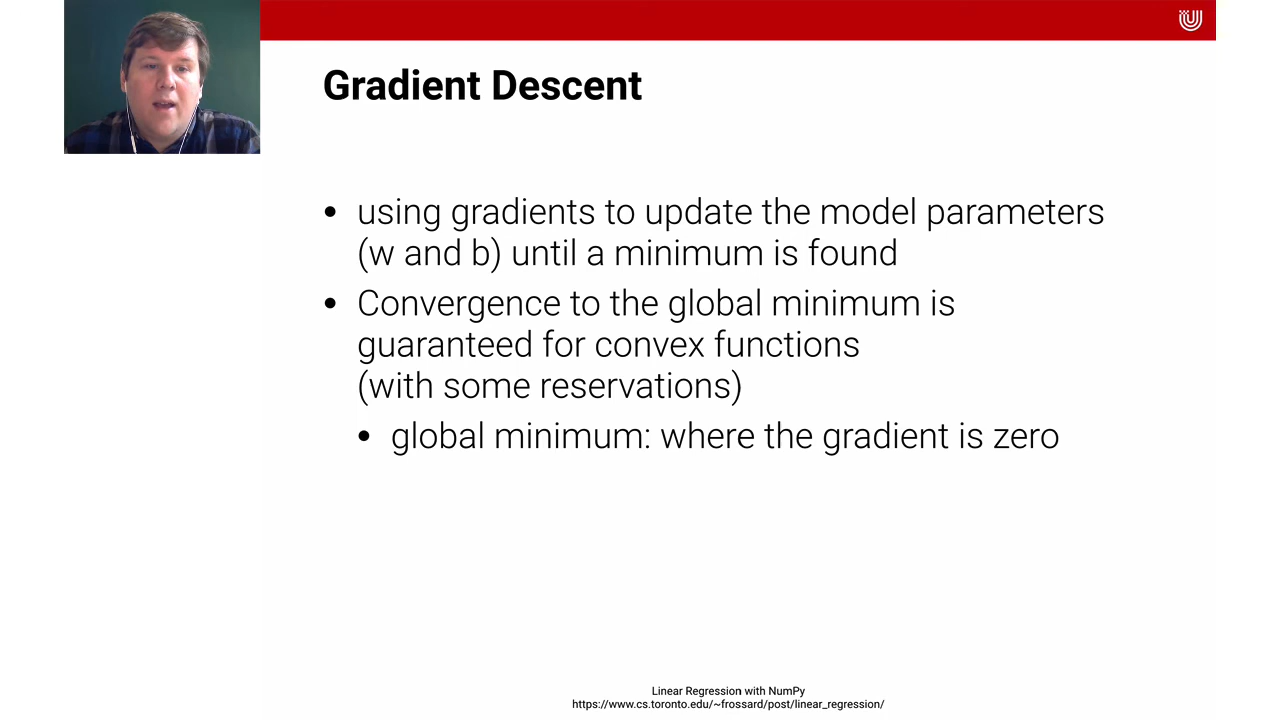 Gradient Descent
• using gradients to update the model parameters
(w and b) until a minimum is found
• Convergence to the global minimum is
guaranteed for convex functions
(with some reservations)
• global minimum: where the gradient is zero
Linear Regression with NumPy
https://www.cs.toronto.edu/~frossard/post/linear_regression/